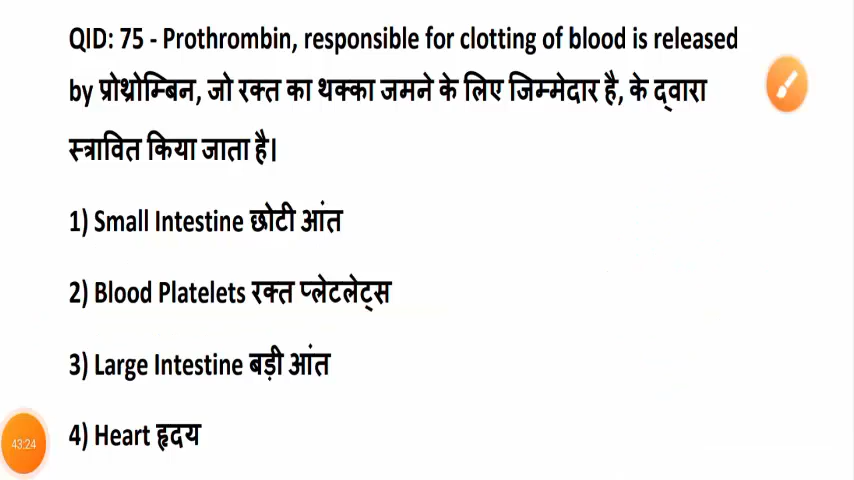 QID: 75 - Prothrombin, responsible for clotting of blood is released
by प्रोथ्रोम्बिन, जो रक्त का थक्का जमने के लिए जिम्मेदार है, के द्वारा
स्त्रावित किया जाता है।
1) Small Intestine छोटी आंत
2) Blood Platelets रक्त प्लेटलेट्स
3) Large Intestine बड़ी आंत
4) Heart हृदय
43:24